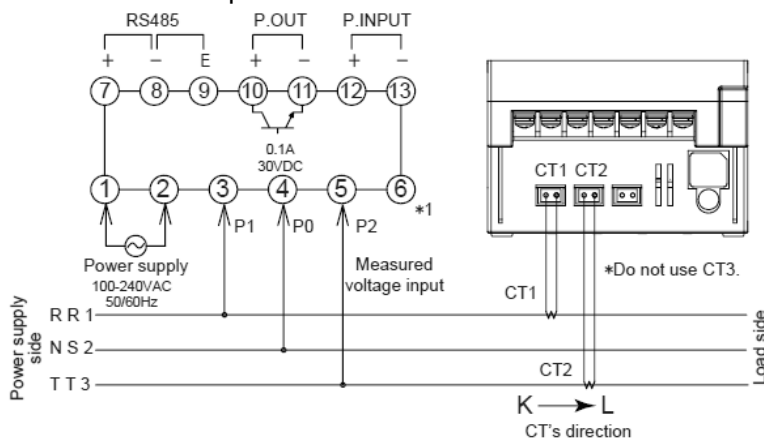 RS485 P.OUT P.INPUT
+ − E + − + −
7 8 9 10 11 12 13
0.1A
30VDC
1 2 3 4 5 6 *1
P1 P0 P2
Power supply
100-240VAC
50/60Hz
Measured
voltage input
CT1 CT2
*Do not use CT3.
CT1
R R 1
N S 2
T T 3
CT2
Power supply
side
Load side
K L
CT's direction